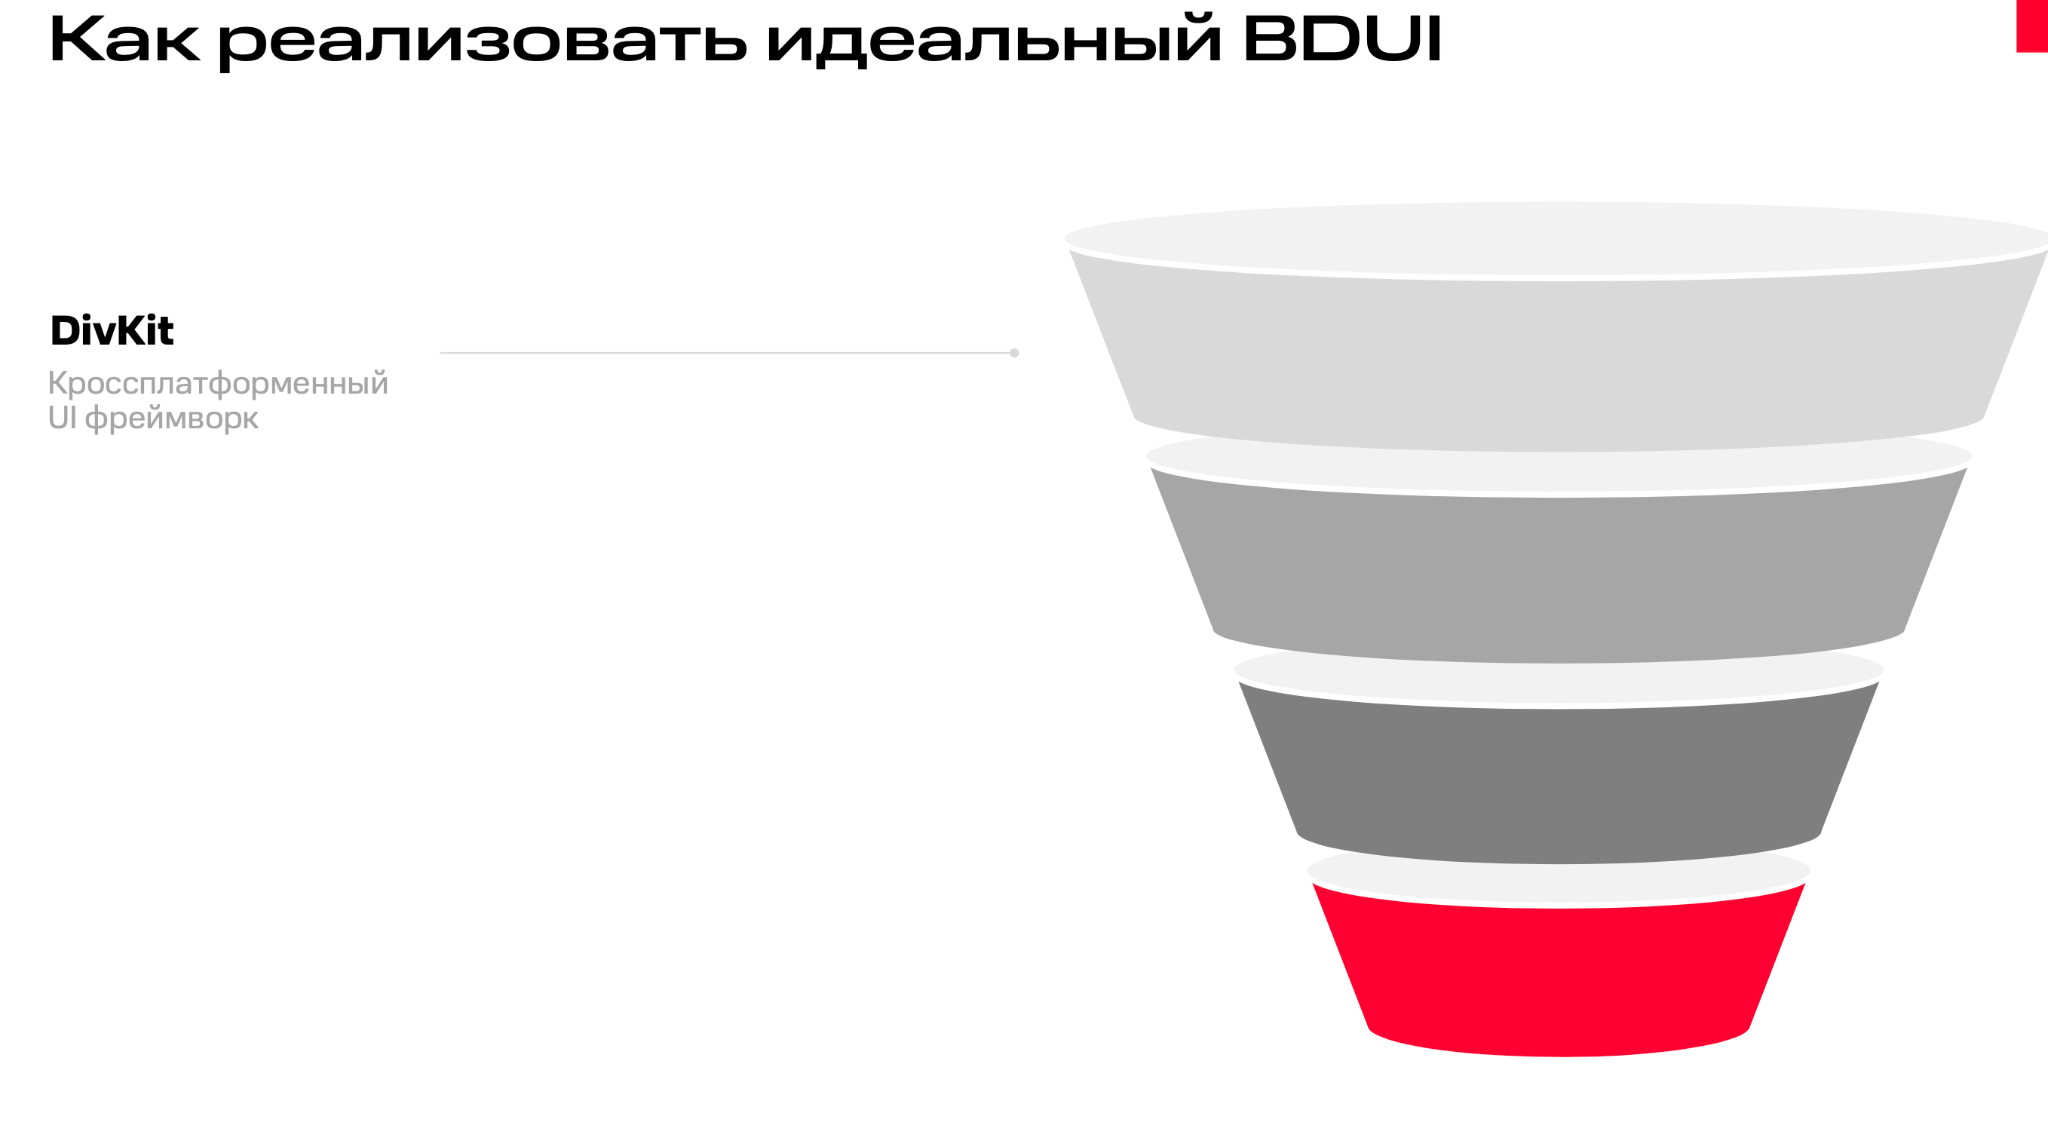 Как реализовать идеальный BDUI
DivKit
Кроссплатформенный
UI фреймворк